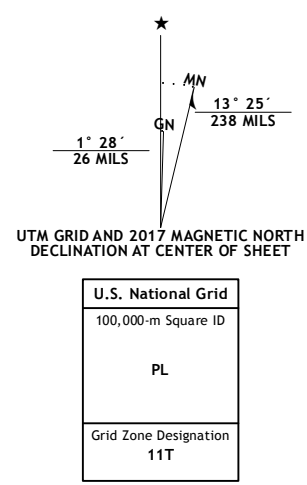 ★
MN
GN
13° 25´
238 MILS
1° 28´
26 MILS
UTM GRID AND 2017 MAGNETIC NORTH
DECLINATION AT CENTER OF SHEET
U.S. National Grid
100,000-m Square ID
PL
Grid Zone Designation
11T